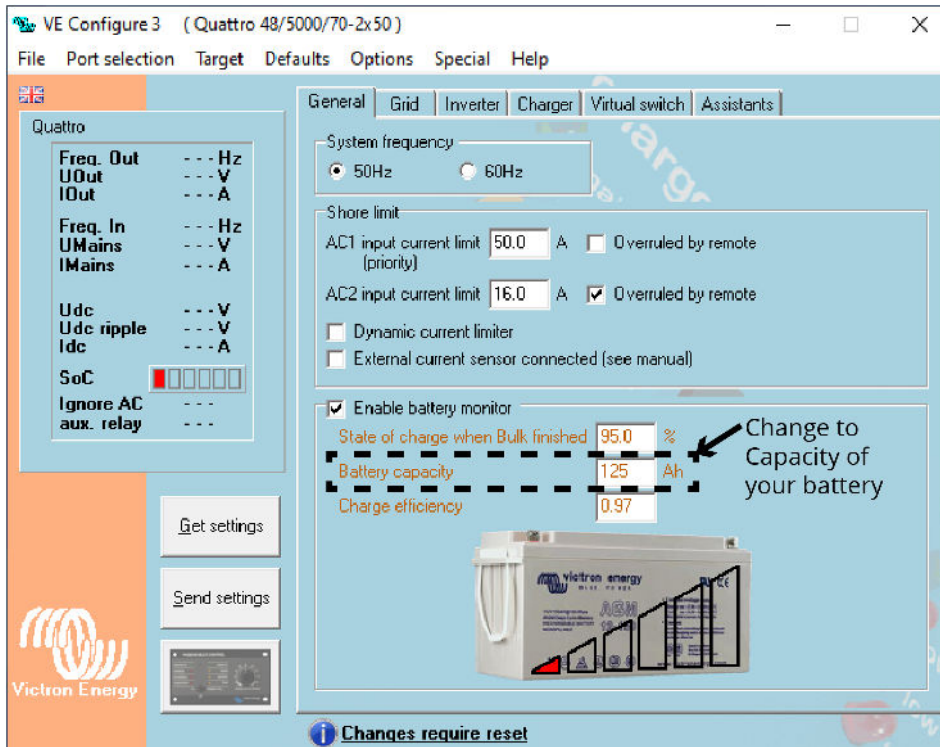 VE Configure 3 ( Quattro 48/5000/70-2x50 )
File Port selection Target Defaults Options Special Help
General Grid Inverter Charger Virtual switch Assistants
Quattro
Freq. Out - - - Hz
UOut - - - V
IOut - - - A
Freq. In - - - Hz
UMains - - - V
IMains - - - A
Udc - - - V
Udc ripple - - - V
Idc - - - A
SoC
Ignore AC - - -
aux. relay - - -
Get settings
Send settings
Victron Energy
System frequency
50Hz 60Hz
Shore limit
AC1 input current limit 50.0 A Overruled by remote
(priority)
AC2 input current limit 16.0 A Overruled by remote
Dynamic current limiter
External current sensor connected (see manual)
Enable battery monitor
State of charge when Bulk finished 95.0 %
Battery capacity 125 Ah
Charge efficiency 0.97
Change to
Capacity of
your battery
victron energy
AGM
Changes require reset